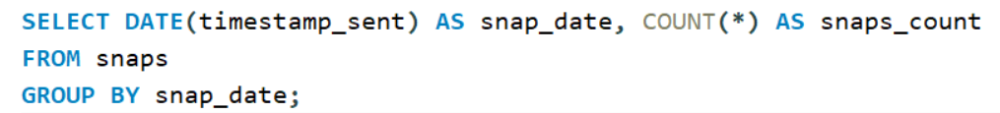 SELECT DATE(timestamp_sent) AS snap_date, COUNT(*) AS snaps_count
FROM snaps
GROUP BY snap_date;